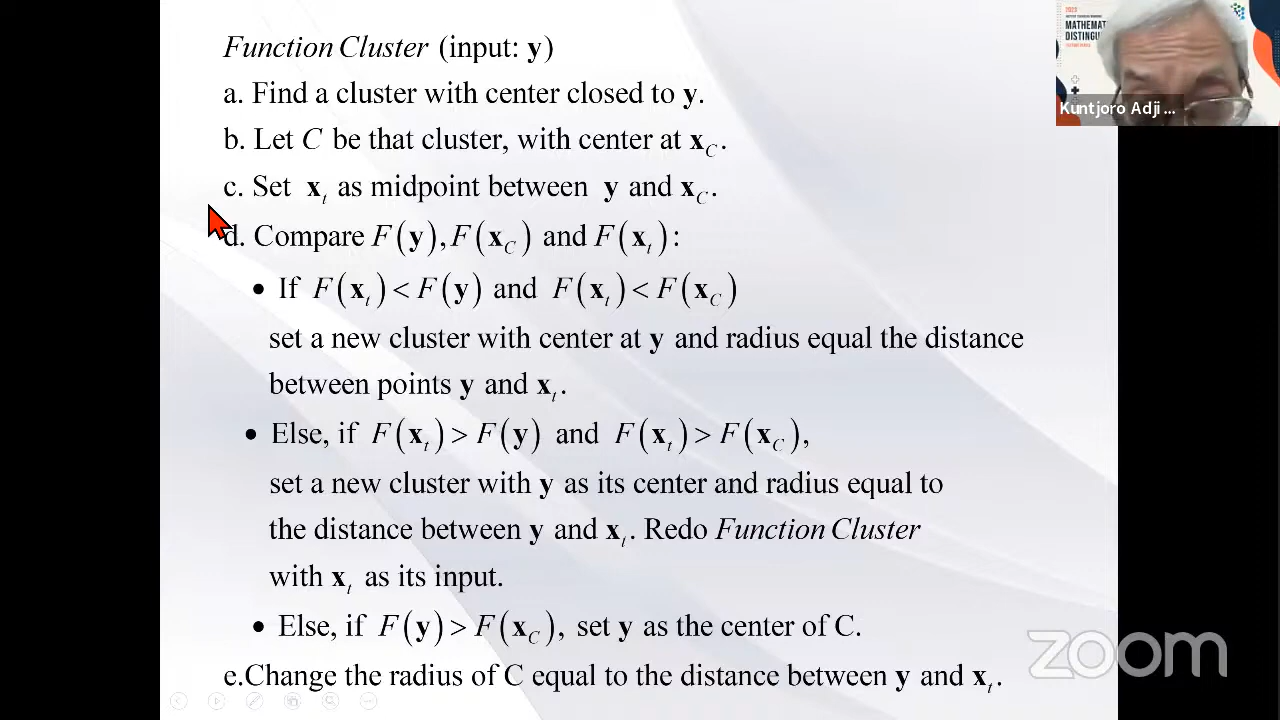 Function Cluster (input: y)
a. Find a cluster with center closed to y.
b. Let C be that cluster, with center at x_C.
c. Set x_t as midpoint between y and x_C.
d. Compare F(y), F(x_C) and F(x_t):
• If F(x_t) < F(y) and F(x_t) < F(x_C)
set a new cluster with center at y and radius equal the distance
between points y and x_t.
• Else, if F(x_t) > F(y) and F(x_t) > F(x_C),
set a new cluster with y as its center and radius equal to
the distance between y and x_t. Redo Function Cluster
with x_t as its input.
• Else, if F(y) > F(x_C), set y as the center of C.
e.Change the radius of C equal to the distance between y and x_t.
2023
MATHEMAT
DISTINGUI
Kuntjoro Adji ...
zoom